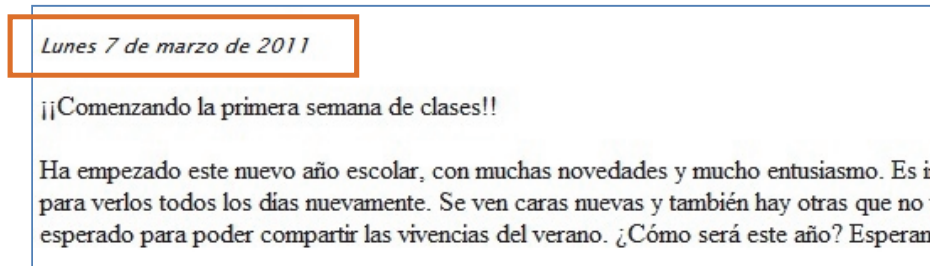 Lunes 7 de marzo de 2011
¡¡Comenzando la primera semana de clases!!
Ha empezado este nuevo año escolar, con muchas novedades y mucho entusiasmo. Es
para verlos todos los días nuevamente. Se ven caras nuevas y también hay otras que no
esperado para poder compartir las vivencias del verano. ¿Cómo será este año?